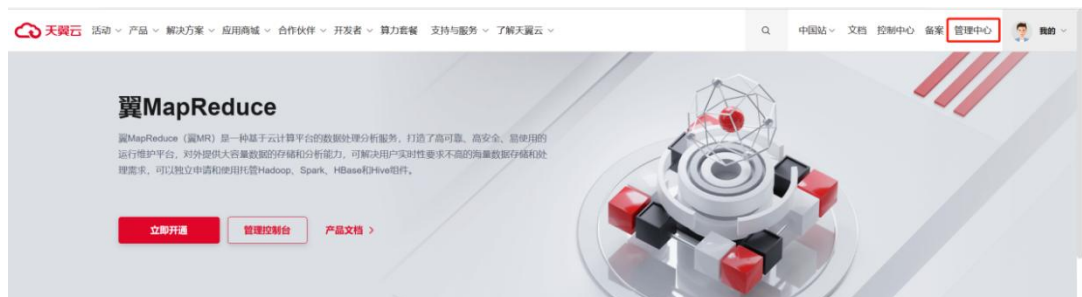 天翼云 活动 产品 解决方案 应用商城 合作伙伴 开发者 算力套餐 支持与服务 了解天翼云 中国站 文档 控制中心 备案 管理中心 我的
翼MapReduce
翼MapReduce（翼MR）是一种基于云计算平台的数据处理分析服务，打造了高可靠、高安全、易使用的
运行维护平台，对外提供大容量数据的存储和分析能力，可解决用户实时性要求不高的海量数据存储和处
理需求，可以独立申请和使用托管Hadoop、Spark、HBase和Hive组件。
立即开通 管理控制台 产品文档 >